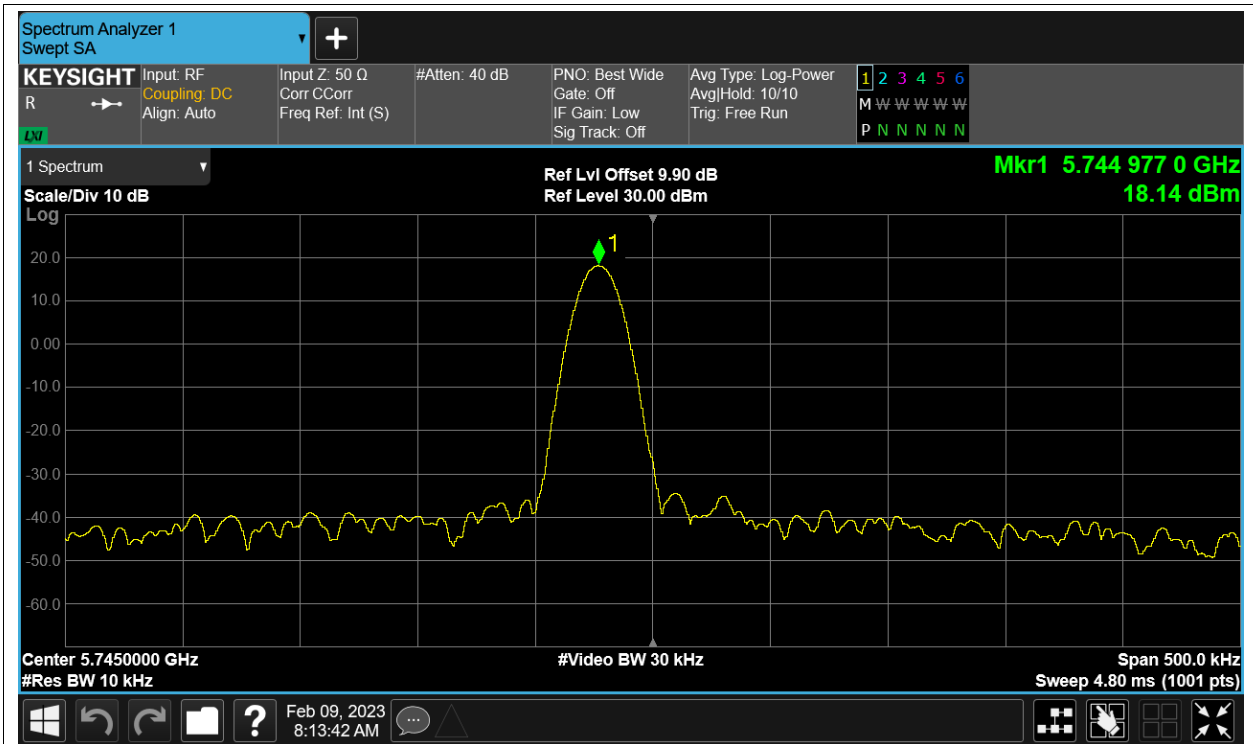 Spectrum Analyzer 1
Swept SA
KEYSIGHT
R
LXI
Input: RF
Coupling: DC
Align: Auto
Input Z: 50 Ω
Corr CCorr
Freq Ref: Int (S)
#Atten: 40 dB
PNO: Best Wide
Gate: Off
IF Gain: Low
Sig Track: Off
Avg Type: Log-Power
Avg|Hold: 10/10
Trig: Free Run
1 2 3 4 5 6
M W W W W W
P N N N N N
1 Spectrum
Scale/Div 10 dB
Log
Ref Lvl Offset 9.90 dB
Ref Level 30.00 dBm
Mkr1 5.744 977 0 GHz
18.14 dBm
1
20.0
10.0
0.00
-10.0
-20.0
-30.0
-40.0
-50.0
-60.0
Center 5.7450000 GHz
#Res BW 10 kHz
#Video BW 30 kHz
Span 500.0 kHz
Sweep 4.80 ms (1001 pts)
?
Feb 09, 2023
8:13:42 AM